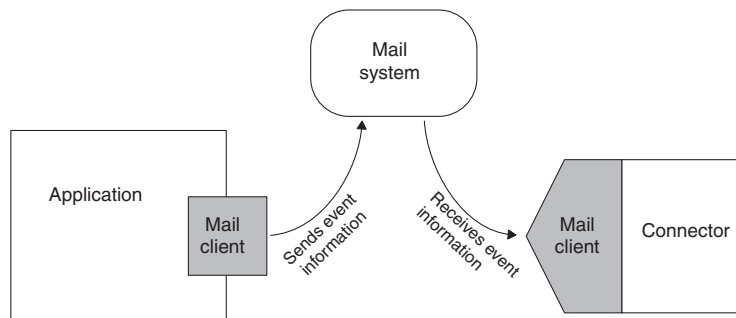 Mail
system
Application
Mail
client
Sends event
information
Receives event
information
Mail
client
Connector